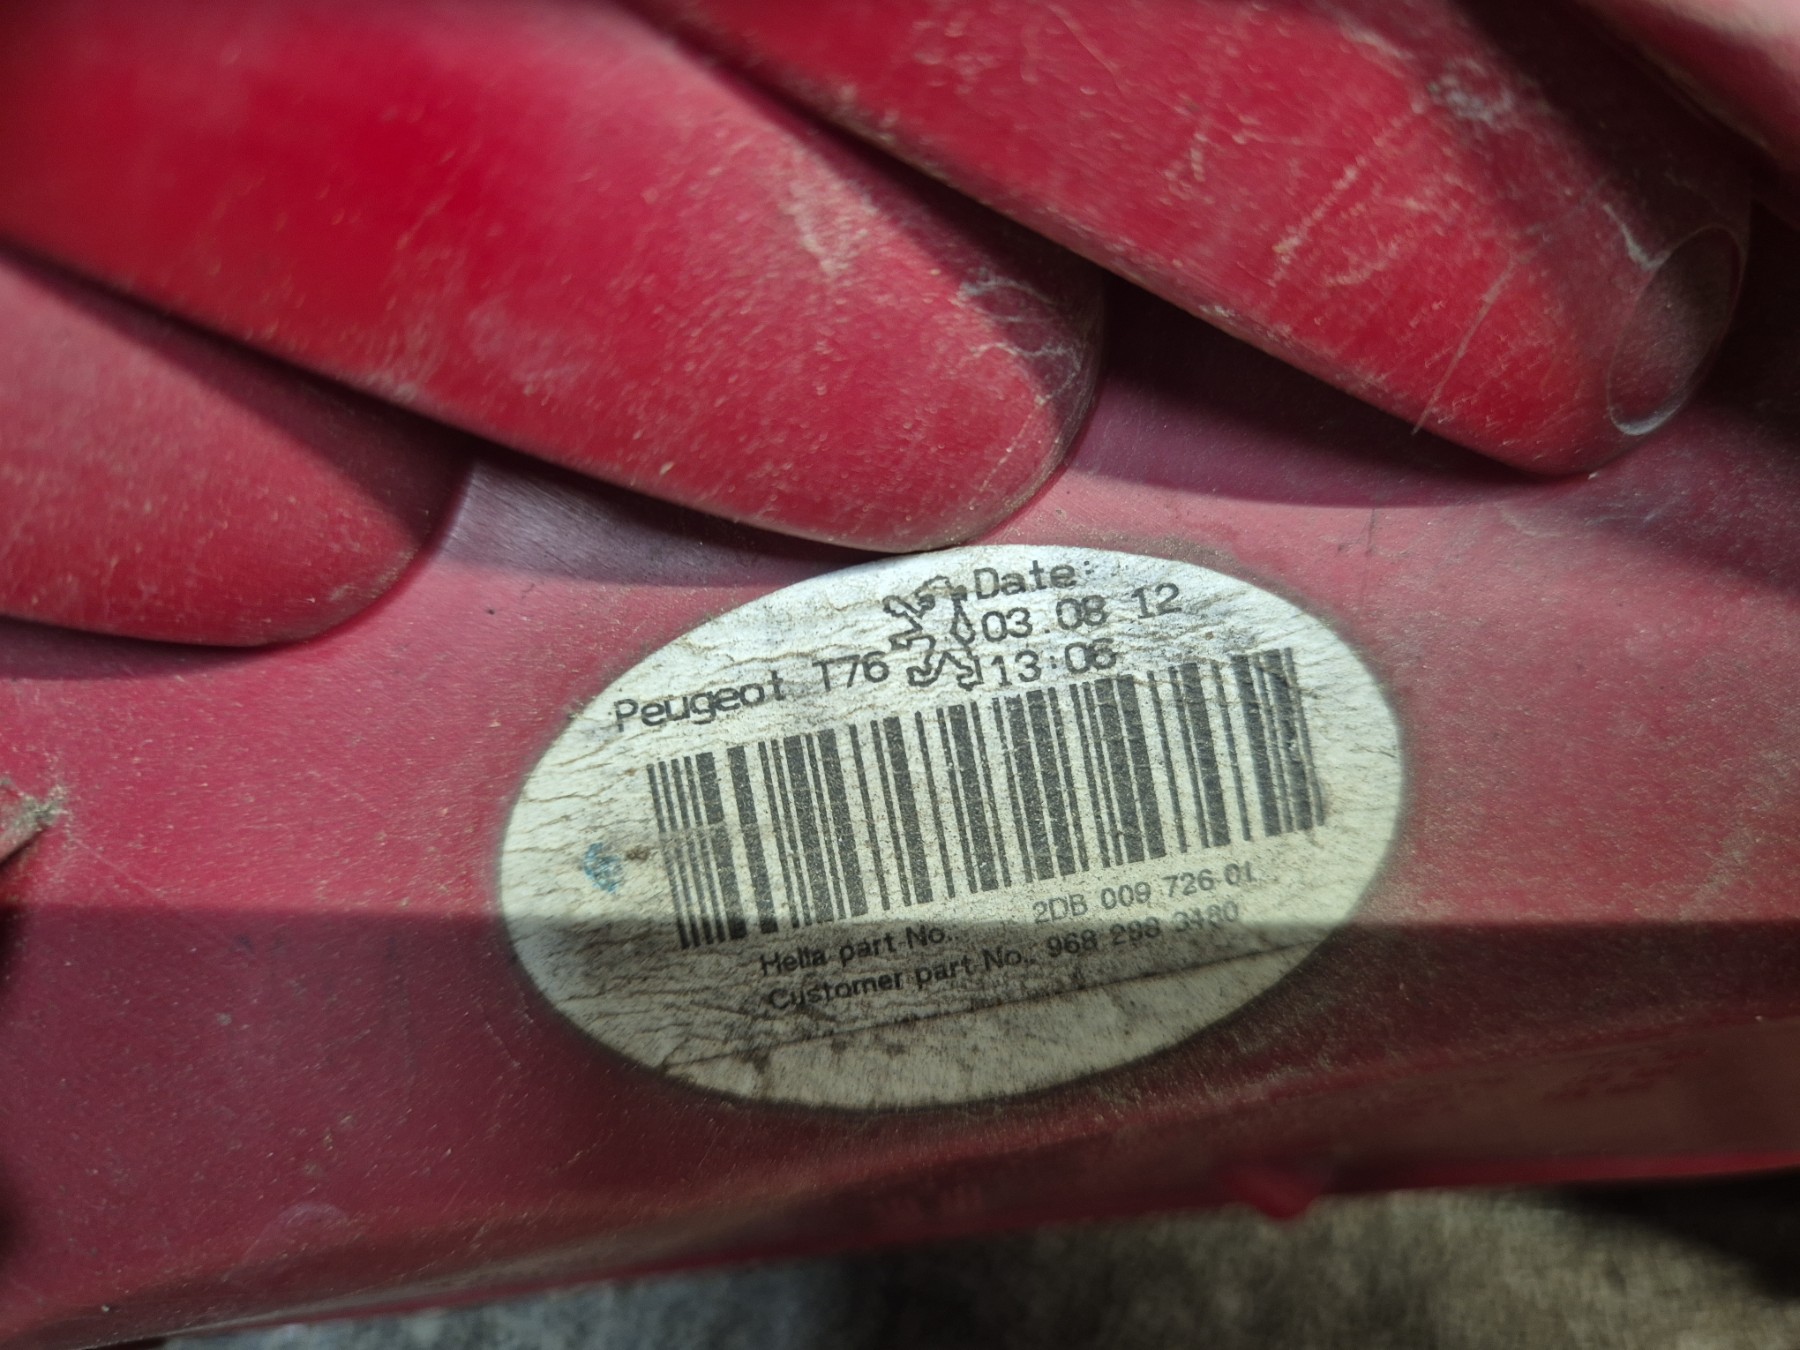 Date:
03.08 12
Peugeot T76 13:06
Hella part No.: 2DB 009 726-01
Customer part No.: 968 298 3480